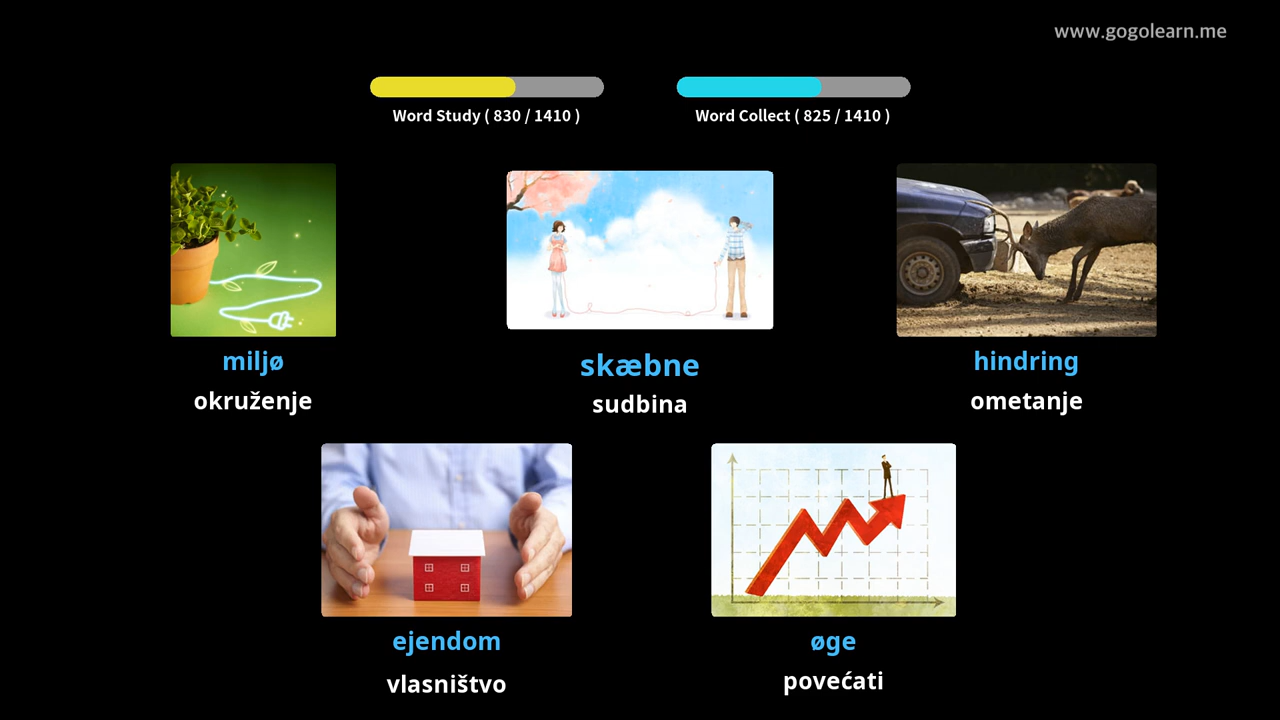 www.gogolearn.me
Word Study ( 830 / 1410 )
Word Collect ( 825 / 1410 )
miljø
okruženje
skæbne
sudbina
hindring
ometanje
ejendom
vlasništvo
øge
povećati